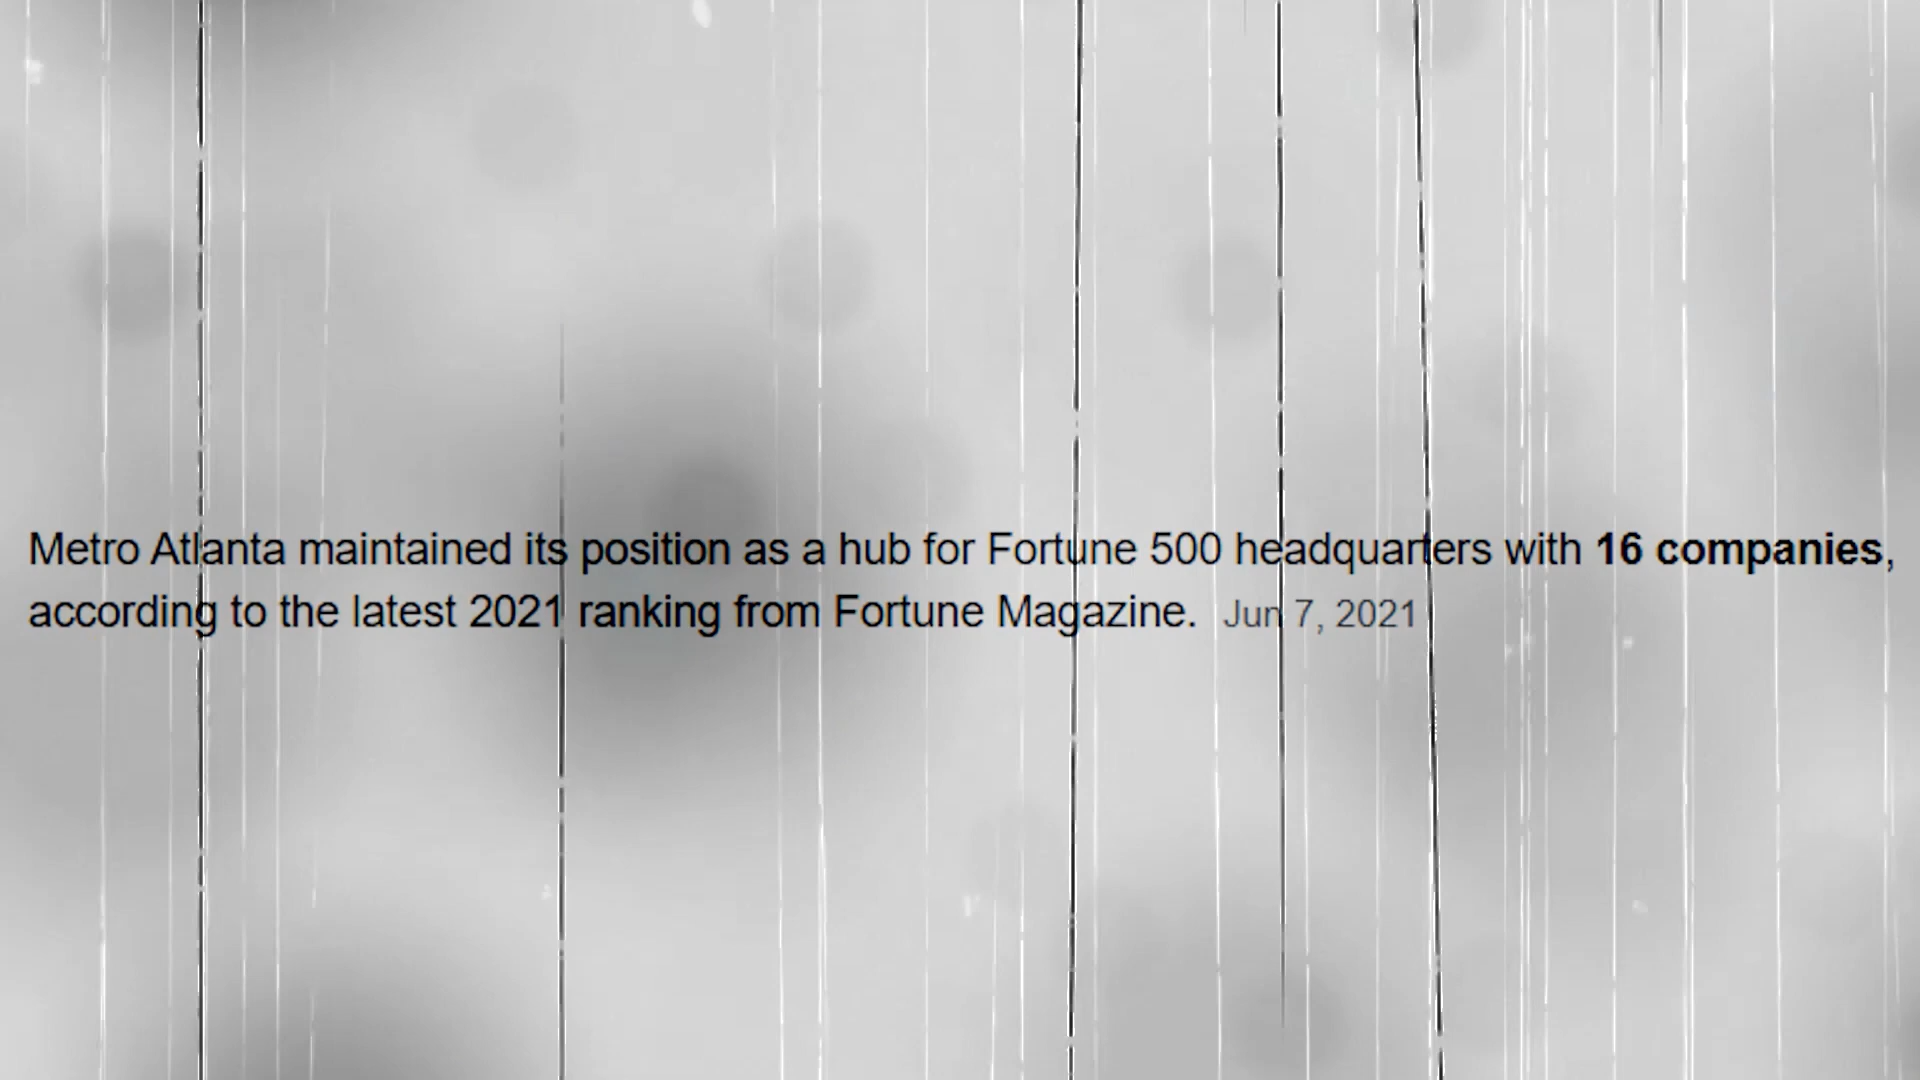 Metro Atlanta maintained its position as a hub for Fortune 500 headquarters with 16 companies,
according to the latest 2021 ranking from Fortune Magazine. Jun 7, 2021